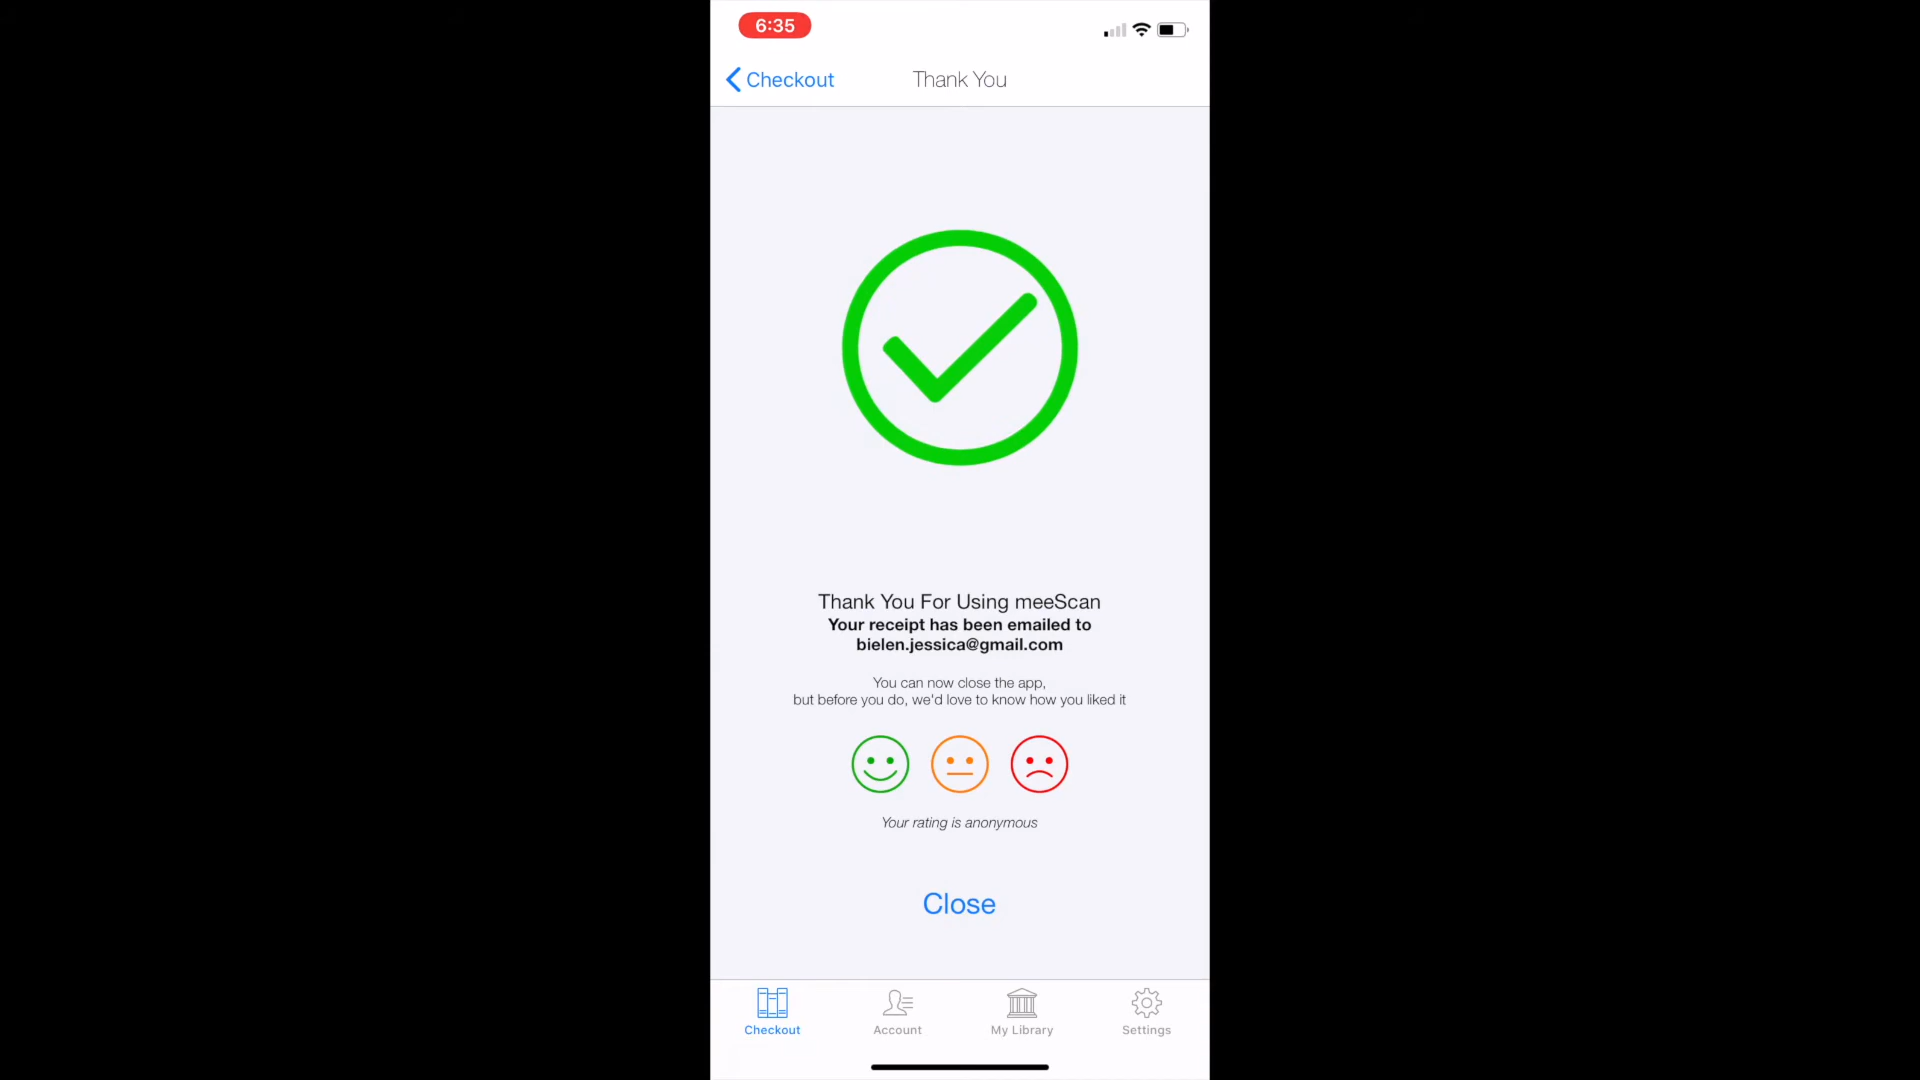 6:35
Checkout
Thank You
Thank You For Using meeScan
Your receipt has been emailed to
bielen.jessica@gmail.com
You can now close the app,
but before you do, we'd love to know how you liked it
Your rating is anonymous
Close
Checkout
Account
My Library
Settings